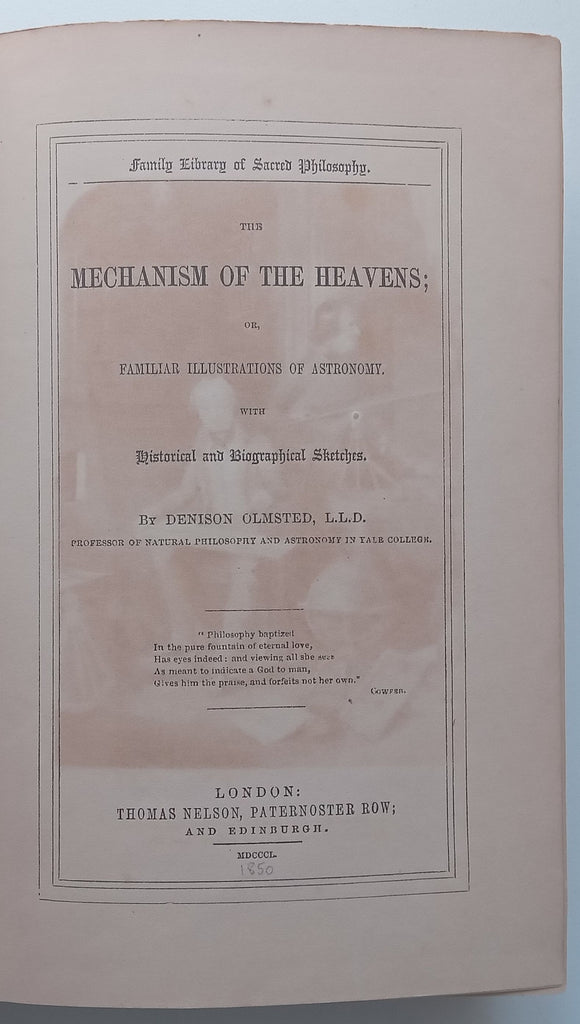 Family Library of Sacred Philosophy.
THE
MECHANISM OF THE HEAVENS;
OR,
FAMILIAR ILLUSTRATIONS OF ASTRONOMY.
WITH
Historical and Biographical Sketches.
By DENISON OLMSTED, L.L.D.
PROFESSOR OF NATURAL PHILOSOPHY AND ASTRONOMY IN YALE COLLEGE.
" Philosophy baptized
In the pure fountain of eternal love,
Has eyes indeed: and viewing all she sees
As meant to indicate a God to man,
Gives him the praise, and forfeits not her own."
COWPER.
LONDON:
THOMAS NELSON, PATERNOSTER ROW;
AND EDINBURGH.
MDCCCL.
1850